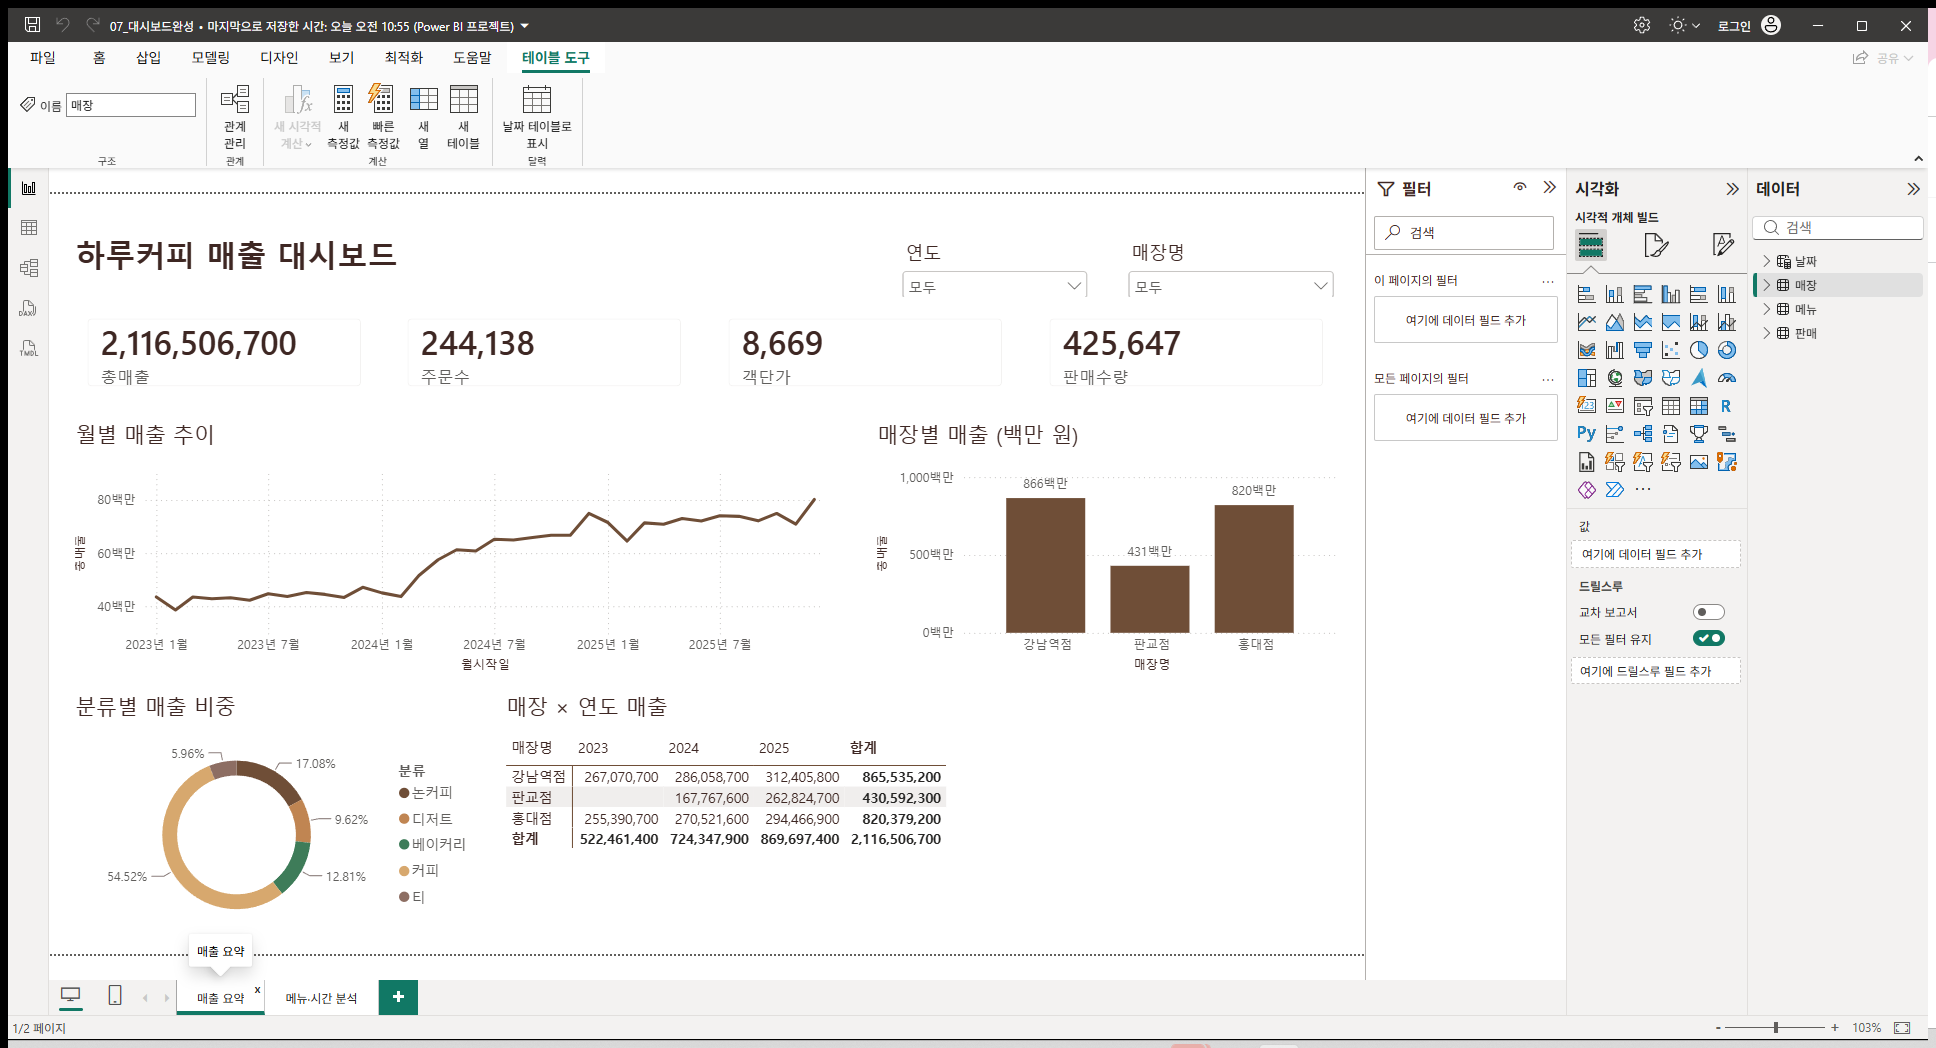 07_대시보드완성 • 마지막으로 저장한 시간: 오늘 오전 10:55 (Power BI 프로젝트)
로그인
파일 홈 삽입 모델링 디자인 보기 최적화 도움말 테이블 도구
공유
이름 매장
구조
관계 관리
관계
새 시각적 계산
새 측정값
빠른 측정값
새 열
새 테이블
계산
날짜 테이블로 표시
달력
하루커피 매출 대시보드
연도
모두
매장명
모두
2,116,506,700
총매출
244,138
주문수
8,669
객단가
425,647
판매수량
월별 매출 추이
총매출
80백만
60백만
40백만
2023년 1월 2023년 7월 2024년 1월 2024년 7월 2025년 1월 2025년 7월
월시작일
매장별 매출 (백만 원)
총매출
1,000백만
500백만
0백만
866백만
431백만
820백만
강남역점 판교점 홍대점
매장명
분류별 매출 비중
5.96%
17.08%
9.62%
12.81%
54.52%
분류
논커피
디저트
베이커리
커피
티
매장 × 연도 매출
매장명 2023 2024 2025 합계
강남역점 267,070,700 286,058,700 312,405,800 865,535,200
판교점 167,767,600 262,824,700 430,592,300
홍대점 255,390,700 270,521,600 294,466,900 820,379,200
합계 522,461,400 724,347,900 869,697,400 2,116,506,700
매출 요약
매출 요약 x
메뉴·시간 분석
+
1/2 페이지
- + 103%
필터
검색
이 페이지의 필터 ...
여기에 데이터 필드 추가
모든 페이지의 필터 ...
여기에 데이터 필드 추가
시각화
시각적 개체 빌드
123
R
Py
...
값
여기에 데이터 필드 추가
드릴스루
교차 보고서
모든 필터 유지
여기에 드릴스루 필드 추가
데이터
검색
날짜
매장
메뉴
판매
DAX
TMDL